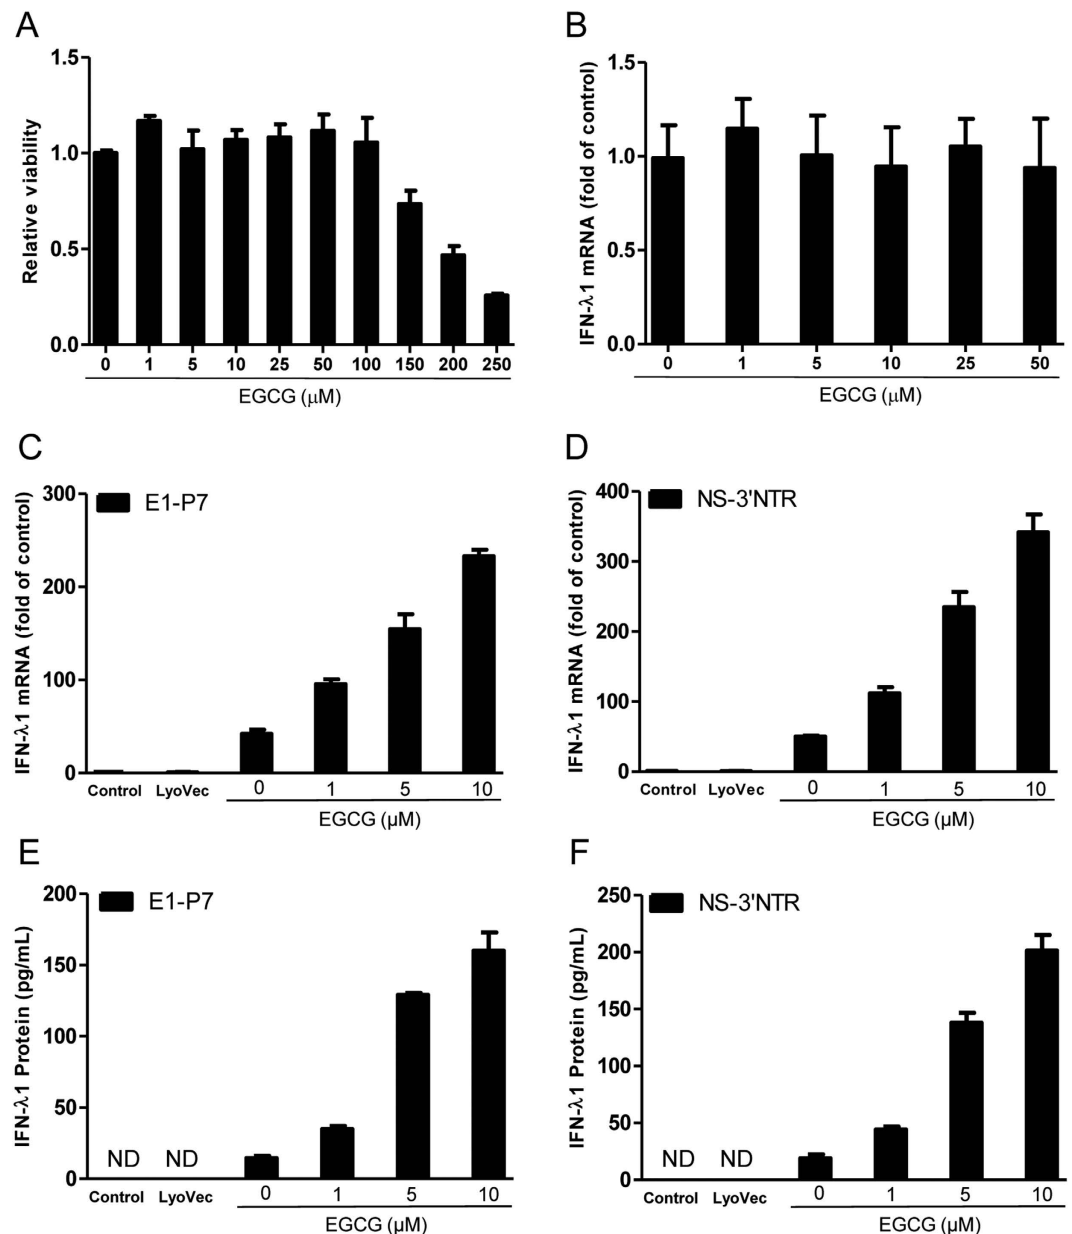 A
Relative viability
1.5
1.0
0.5
0.0
0 1 5 10 25 50 100 150 200 250
EGCG (μM)
B
IFN-λ1 mRNA (fold of control)
1.5
1.0
0.5
0.0
0 1 5 10 25 50
EGCG (μM)
C
E1-P7
IFN-λ1 mRNA (fold of control)
300
200
100
0
Control LyoVec 0 1 5 10
EGCG (μM)
D
NS-3'NTR
IFN-λ1 mRNA (fold of control)
400
300
200
100
0
Control LyoVec 0 1 5 10
EGCG (μM)
E
E1-P7
IFN-λ1 Protein (pg/mL)
200
150
100
50
0
ND ND
Control LyoVec 0 1 5 10
EGCG (μM)
F
NS-3'NTR
IFN-λ1 Protein (pg/mL)
250
200
150
100
50
0
ND ND
Control LyoVec 0 1 5 10
EGCG (μM)